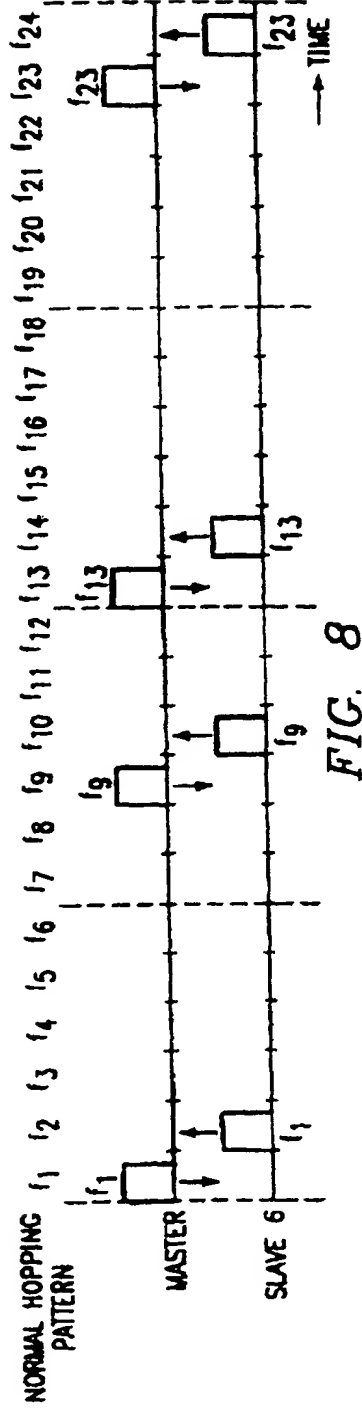 NORMAL HOPPING PATTERN
f1 f2 f3 f4 f5 f6 f7 f8 f9 f10 f11 f12 f13 f14 f15 f16 f17 f18 f19 f20 f21 f22 f23 f24
f1 f9 f13 f23
MASTER
SLAVE 6
f1 f9 f13 f23
TIME
FIG. 8